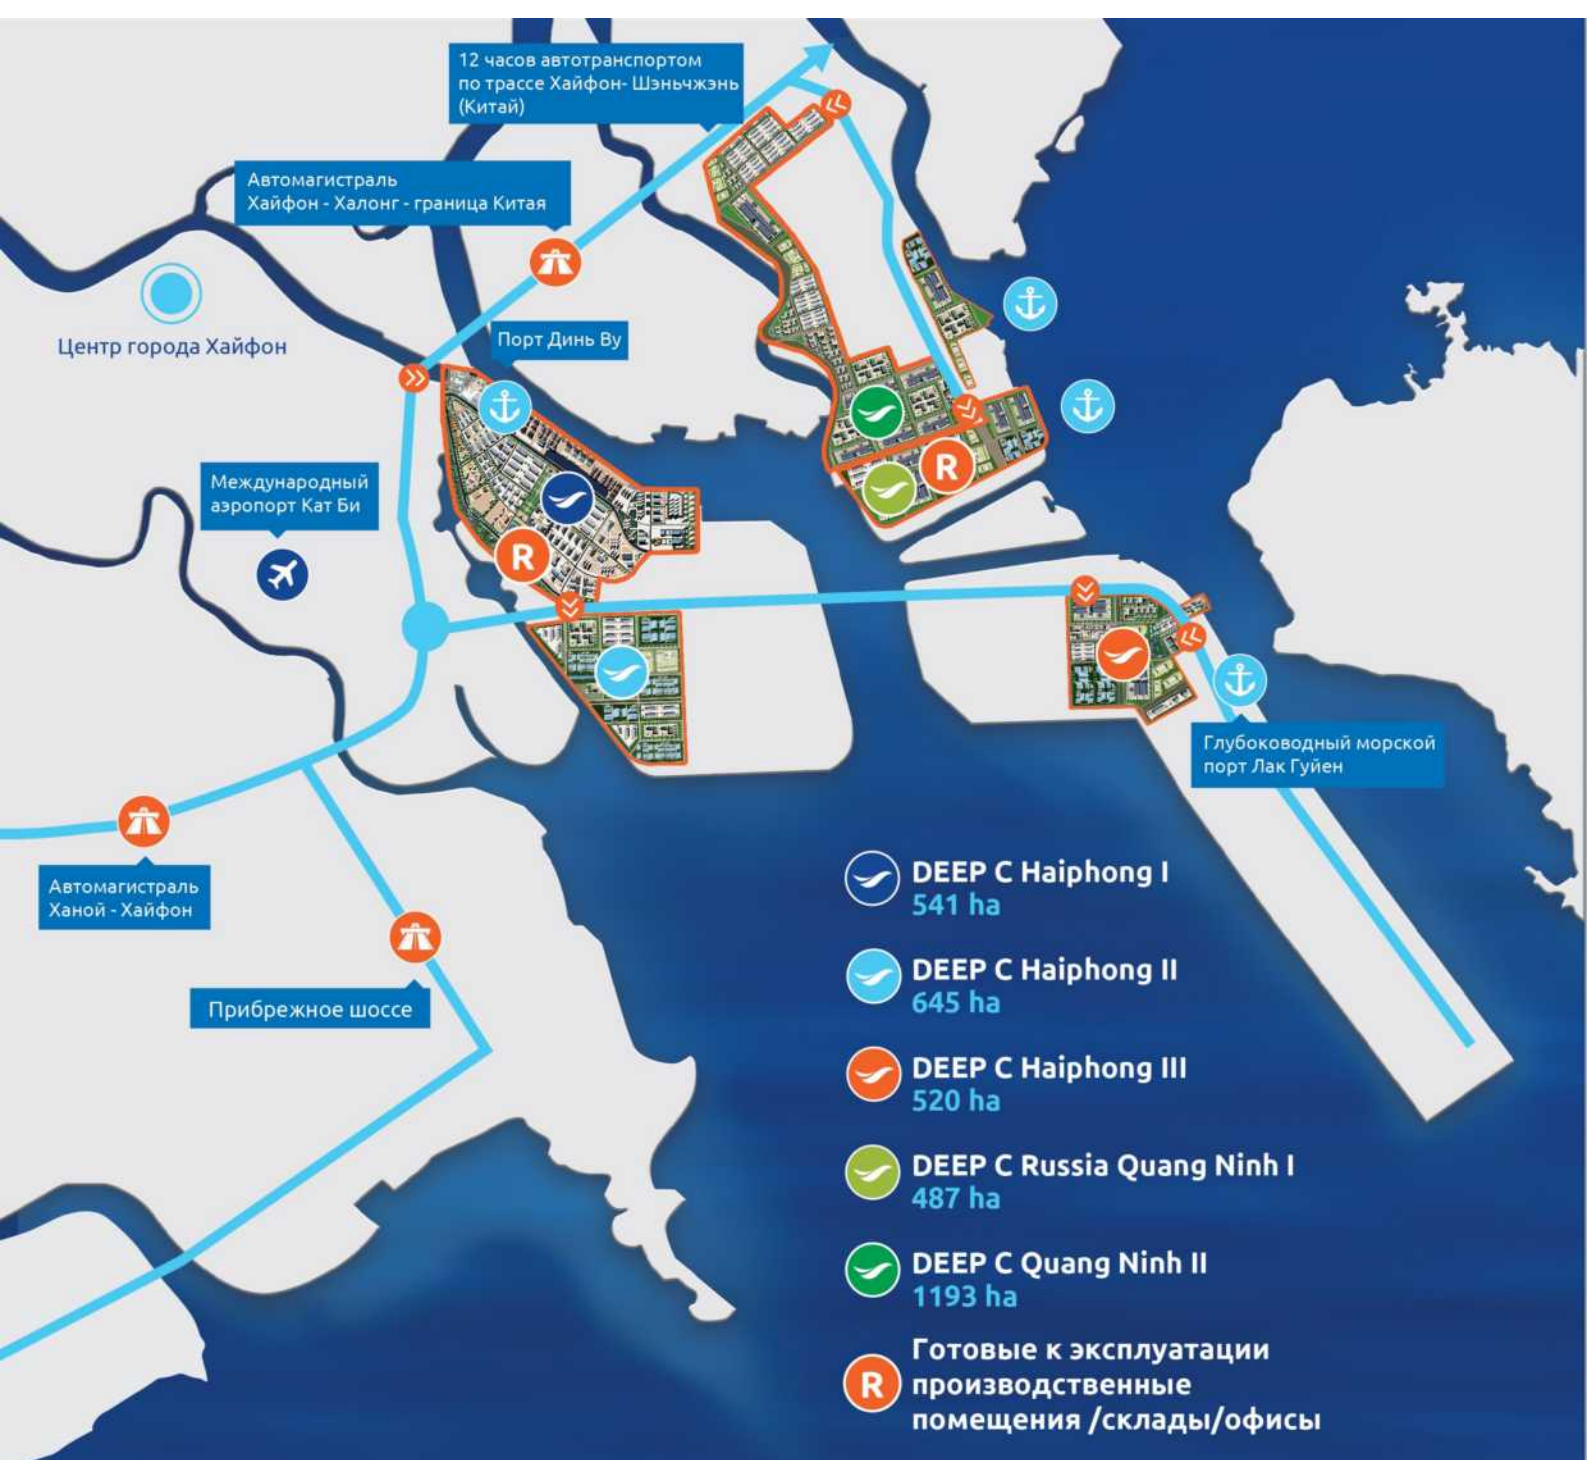 12 часов автотранспортом
по трассе Хайфон- Шэньчжэнь
(Китай)
Автомагистраль
Хайфон - Халонг - граница Китая
Центр города Хайфон
Порт Динь Ву
Международный
аэропорт Кат Би
R
R
Глубоководный морской
порт Лак Гуйен
Автомагистраль
Ханой - Хайфон
Прибрежное шоссе
DEEP C Haiphong I
541 ha
DEEP C Haiphong II
645 ha
DEEP C Haiphong III
520 ha
DEEP C Russia Quang Ninh I
487 ha
DEEP C Quang Ninh II
1193 ha
R
Готовые к эксплуатации
производственные
помещения /склады/офисы